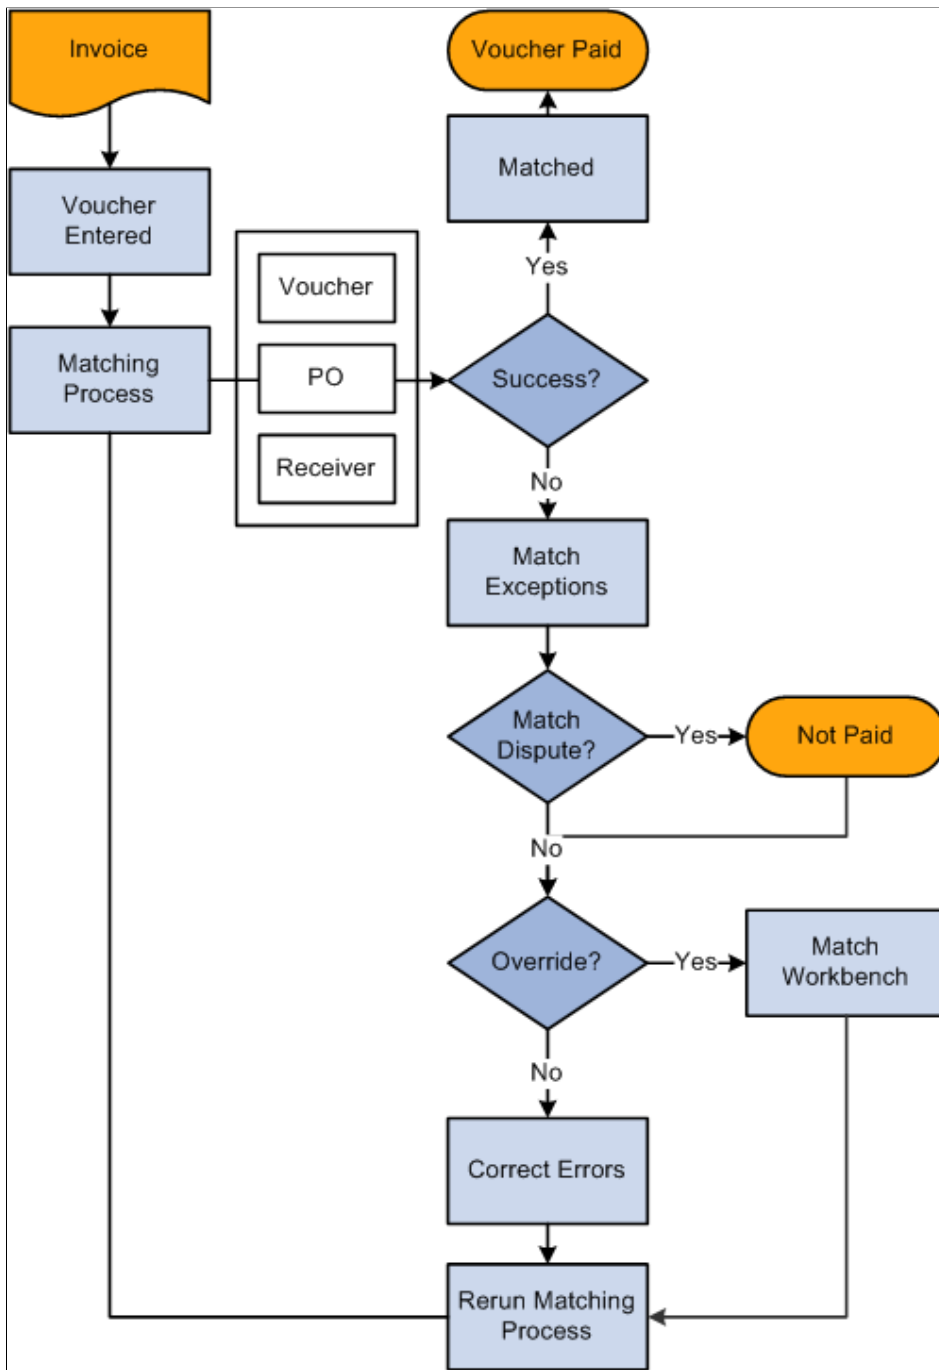 Invoice
Voucher Paid
Matched
Voucher
Entered
Yes
Voucher
Matching
Process
PO
Success?
Receiver
No
Match
Exceptions
Match
Dispute?
Yes
Not Paid
No
Override?
Yes
Match
Workbench
No
Correct Errors
Rerun Matching
Process